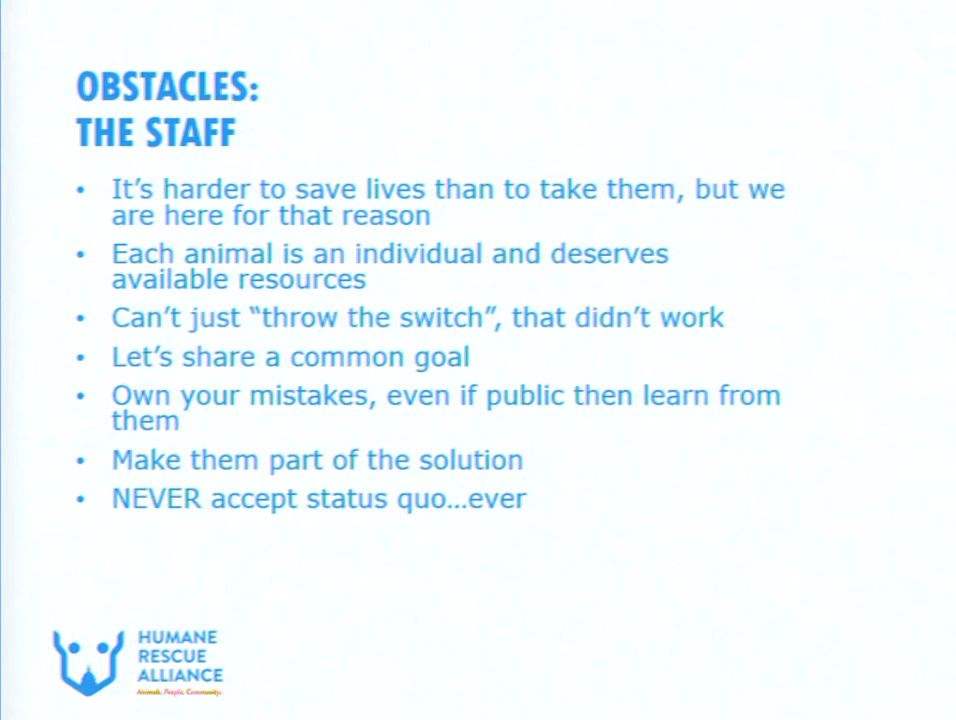 OBSTACLES:
THE STAFF
• It's harder to save lives than to take them, but we
are here for that reason
• Each animal is an individual and deserves
available resources
• Can't just “throw the switch”, that didn't work
• Let's share a common goal
• Own your mistakes, even if public then learn from
them
• Make them part of the solution
• NEVER accept status quo...ever
HUMANE
RESCUE
ALLIANCE
Animals. People. Community.